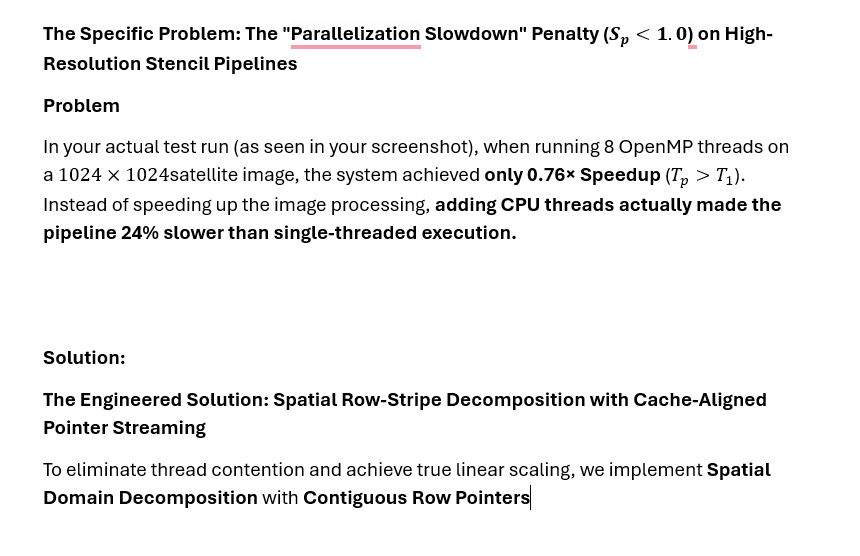 The Specific Problem: The "Parallelization Slowdown" Penalty (Sₚ < 1.0) on High-
Resolution Stencil Pipelines
Problem
In your actual test run (as seen in your screenshot), when running 8 OpenMP threads on
a 1024 × 1024satellite image, the system achieved only 0.76× Speedup (Tₚ > T₁).
Instead of speeding up the image processing, adding CPU threads actually made the
pipeline 24% slower than single-threaded execution.
Solution:
The Engineered Solution: Spatial Row-Stripe Decomposition with Cache-Aligned
Pointer Streaming
To eliminate thread contention and achieve true linear scaling, we implement Spatial
Domain Decomposition with Contiguous Row Pointers